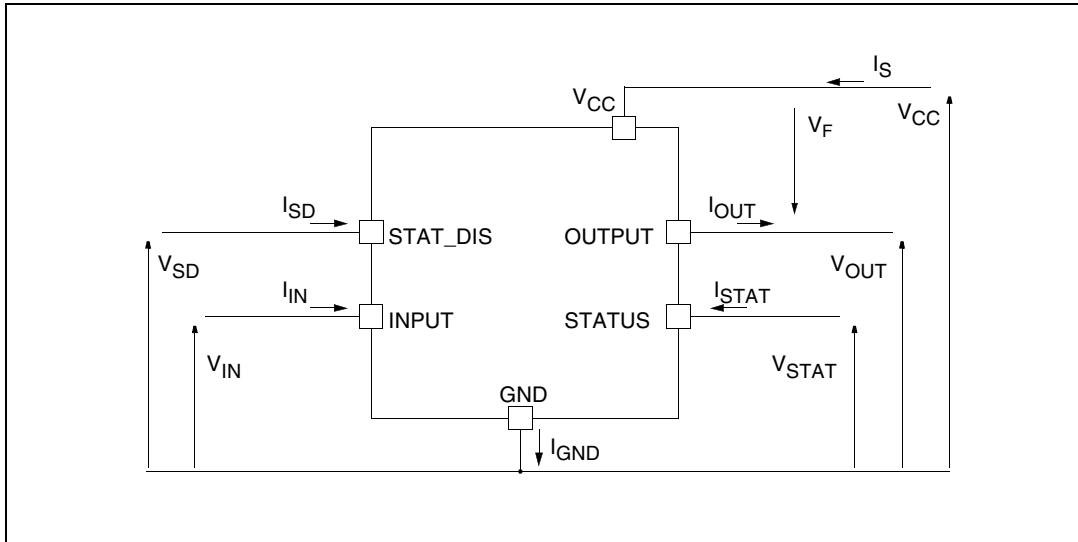 I_S
V_CC
V_F
V_CC
I_SD
I_OUT
STAT_DIS
OUTPUT
V_SD
V_OUT
I_IN
I_STAT
INPUT
STATUS
V_IN
V_STAT
GND
I_GND